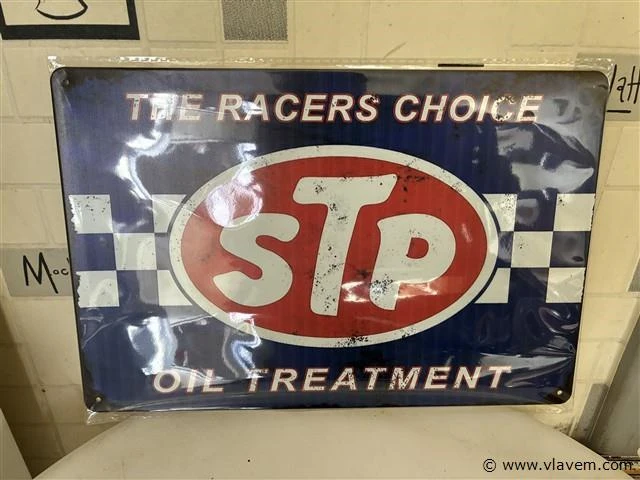 THE RACERS CHOICE
STP
OIL TREATMENT
© www.vlavem.com